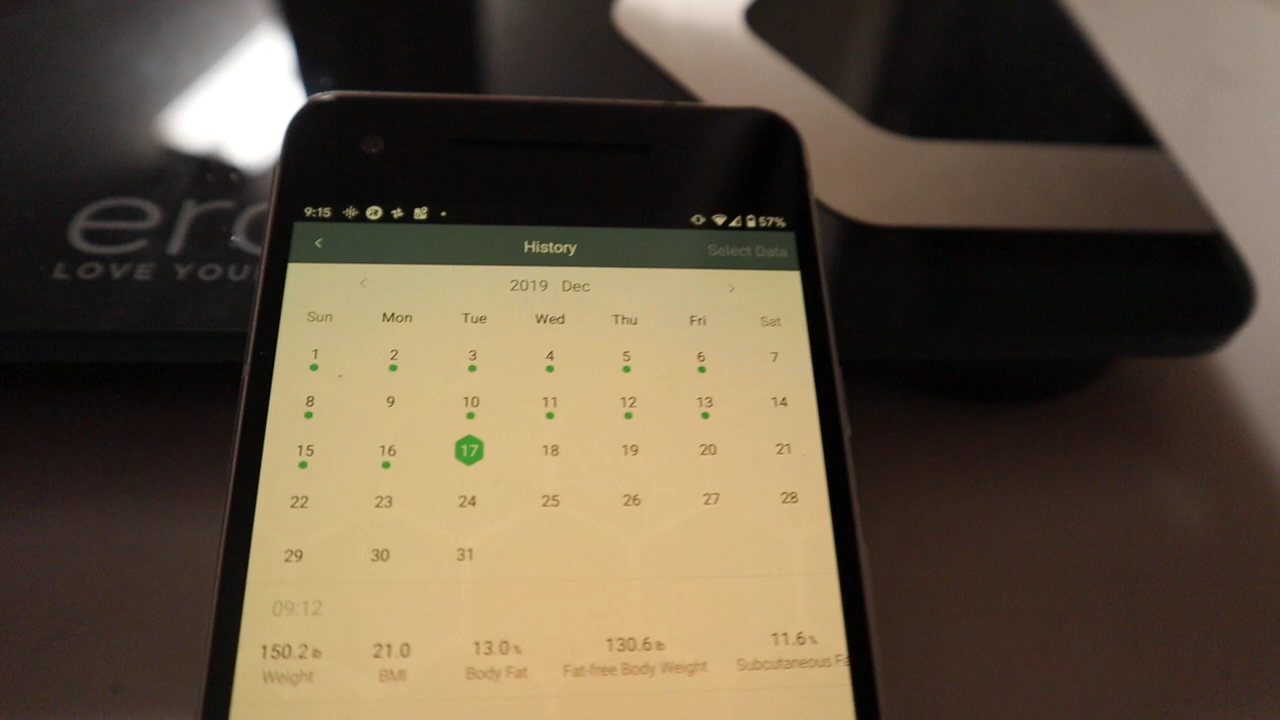 erc
LOVE YOU
9:15 57%
< History Select Data
< 2019 Dec >
Sun Mon Tue Wed Thu Fri Sat
1 2 3 4 5 6 7
8 9 10 11 12 13 14
15 16 17 18 19 20 21
22 23 24 25 26 27 28
29 30 31
09:12
150.2 lb 21.0 13.0% 130.6 lb 11.6%
Weight BMI Body Fat Fat-free Body Weight Subcutaneous Fa